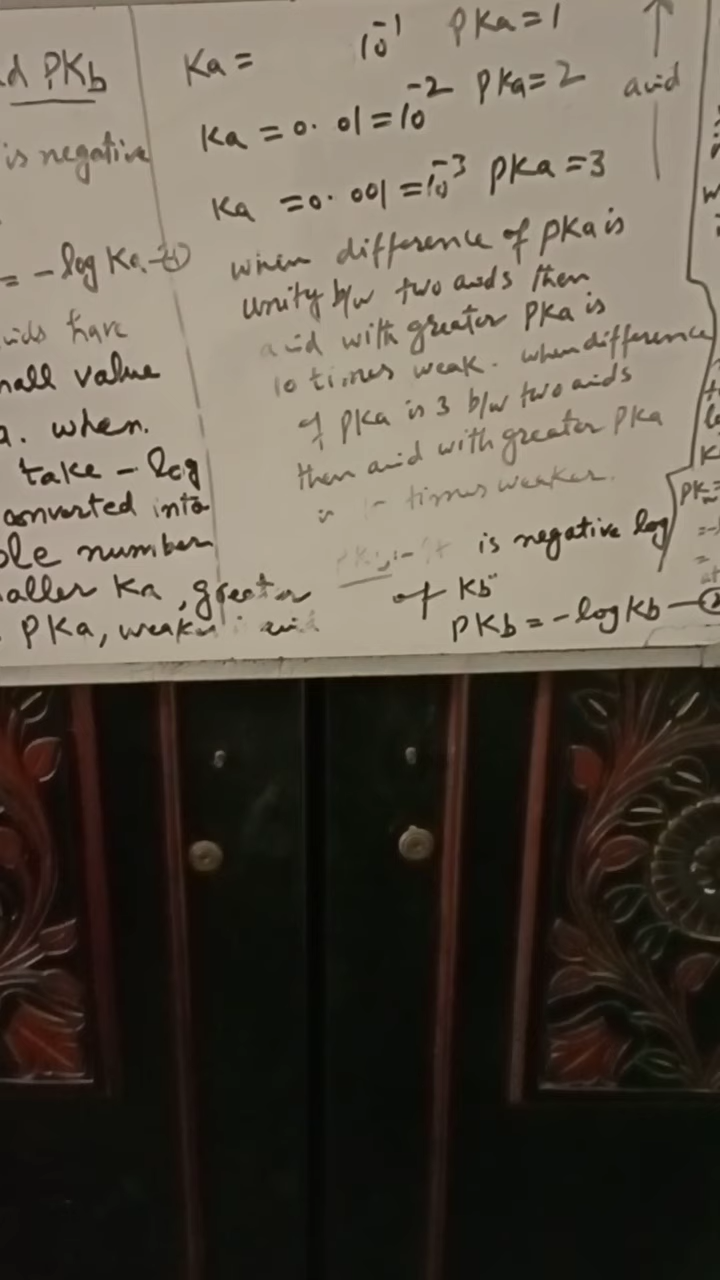 d PKb
is negative
= -log Ka
have
mall value
a. when.
take - log
converted into
ble number
aller Ka, greater
PKa, weak
Ka = 10^-1 PKa = 1
Ka = 0.01 = 10^-2 PKa = 2
Ka = 0.001 = 10^-3 PKa = 3
acid
when difference of PKa is
unity b/w two acids then
acid with greater PKa is
10 times weak. when difference
of PKa is 3 b/w two acids
then acid with greater PKa
times weaker.
is negative log
of Kb"
PKb = -log Kb